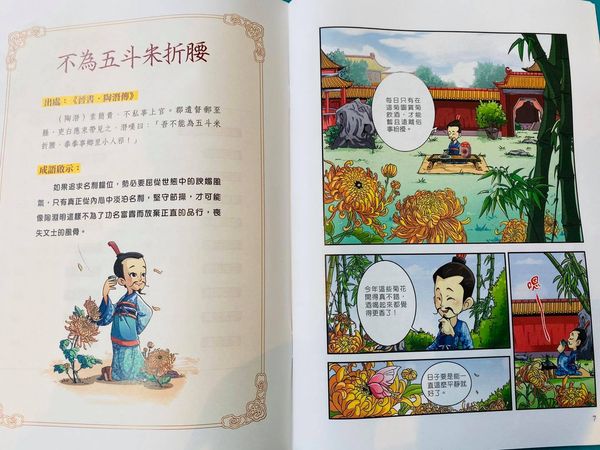 不為五斗米折腰
出處：《晉書·陶潛傳》
（陶潛）素簡貴，不私事上官。郡遣督郵至
縣，吏白應束帶見之，潛嘆曰：「吾不能為五斗米
折腰，拳拳事鄉里小人邪！」
成語啟示：
如果追求名利權位，勢必要屈從世態中的諛媚風
氣，只有真正從內心中淡泊名利，堅守節操，才可能
像陶淵明這樣不為了功名富貴而放棄正直的品行，喪
失文士的風骨。
每日只有在
這菊園賞菊
飲酒，才能
暫且遠離俗
事紛擾。
今年這些菊花
開得真不錯，
酒喝起來都覺
得更香了！
嗯
日子要是能一
直這麼平靜就
好了。
7